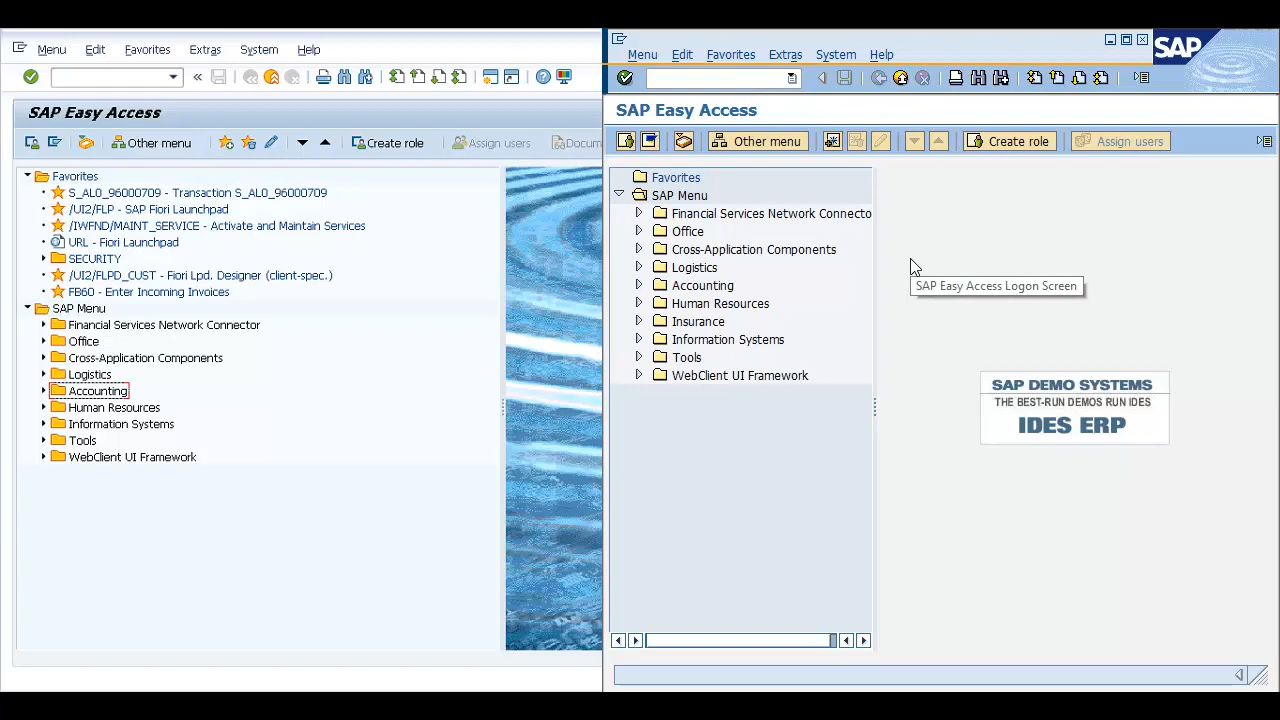 Menu Edit Favorites Extras System Help
SAP Easy Access
Other menu Create role Assign users Docum
Favorites
S_AL0_96000709 - Transaction S_AL0_96000709
/UI2/FLP - SAP Fiori Launchpad
/IWFND/MAINT_SERVICE - Activate and Maintain Services
URL - Fiori Launchpad
SECURITY
/UI2/FLPD_CUST - Fiori Lpd. Designer (client-spec.)
FB60 - Enter Incoming Invoices
SAP Menu
Financial Services Network Connector
Office
Cross-Application Components
Logistics
Accounting
Human Resources
Information Systems
Tools
WebClient UI Framework
SAP
Menu Edit Favorites Extras System Help
SAP Easy Access
Other menu Create role Assign users
Favorites
SAP Menu
Financial Services Network Connecto
Office
Cross-Application Components
Logistics
Accounting
Human Resources
Insurance
Information Systems
Tools
WebClient UI Framework
SAP Easy Access Logon Screen
SAP DEMO SYSTEMS
THE BEST-RUN DEMOS RUN IDES
IDES ERP